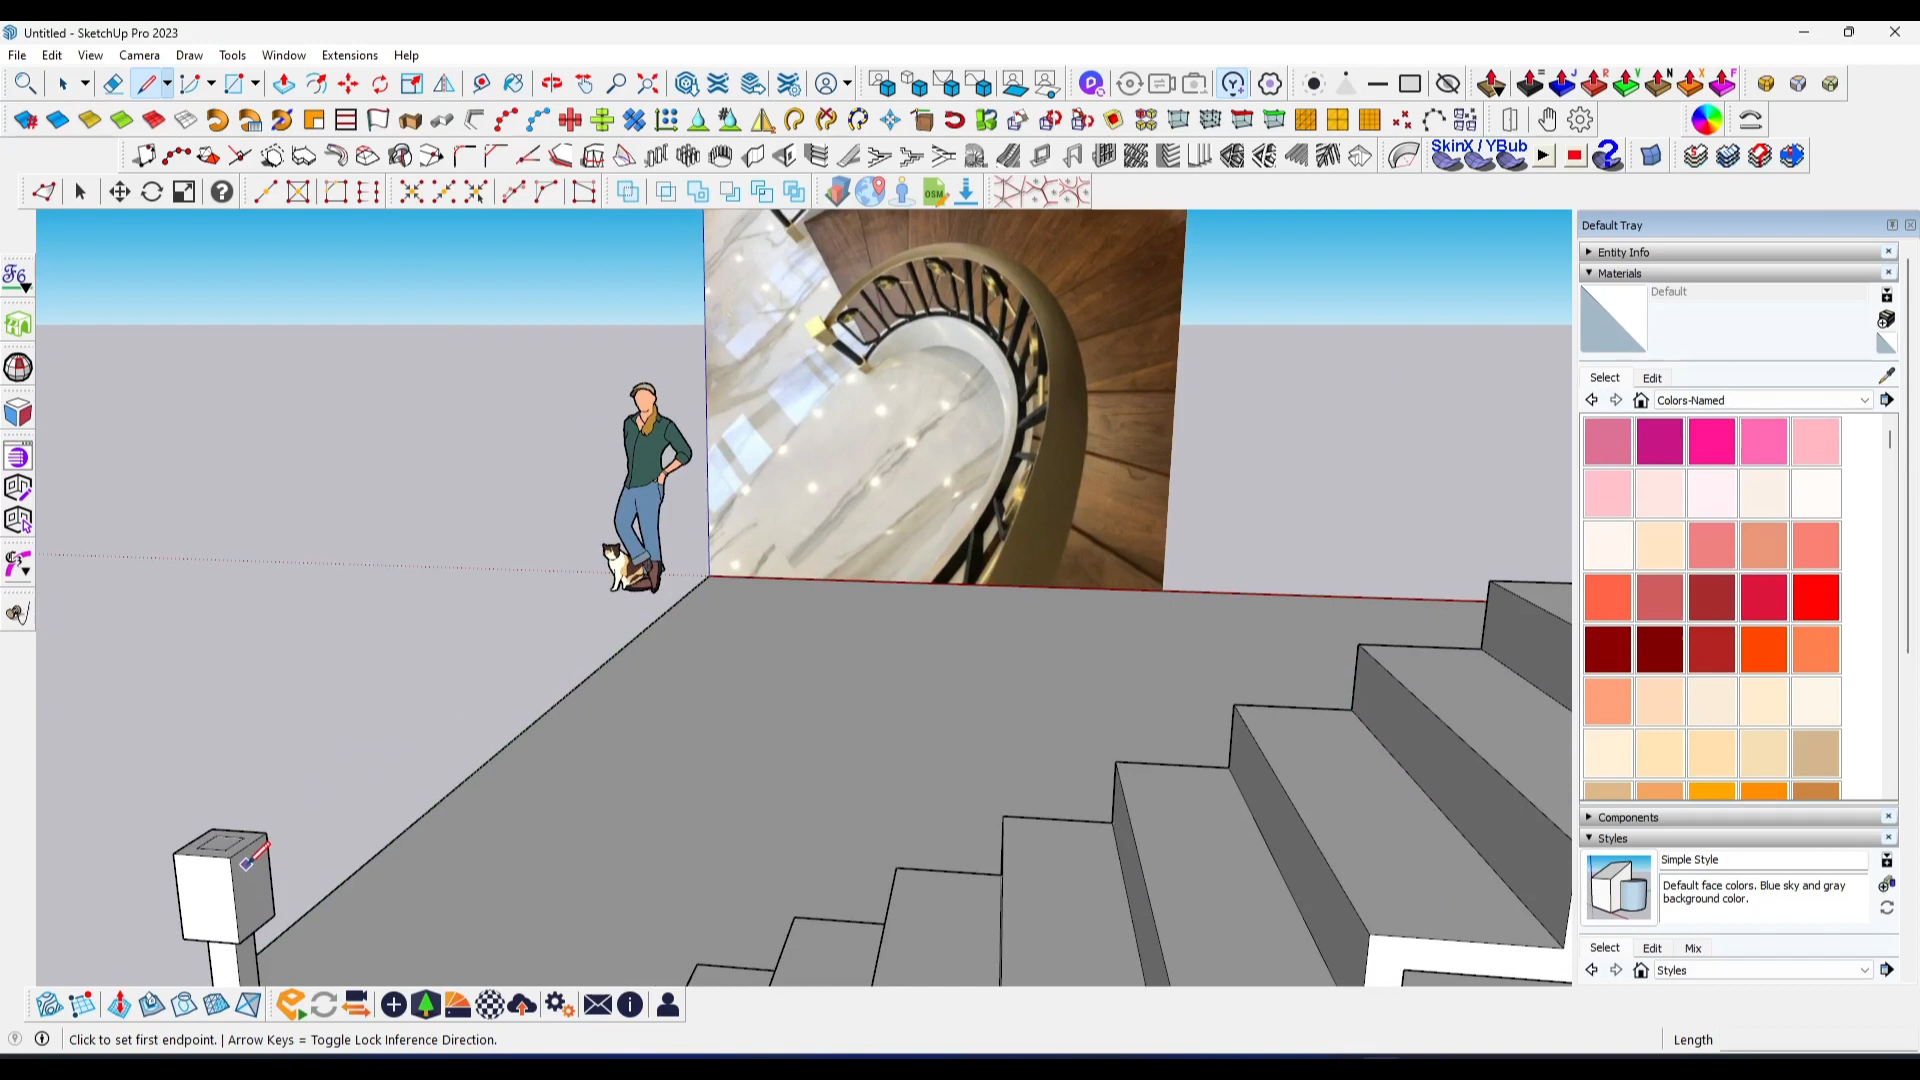 Untitled - SketchUp Pro 2023
File Edit View Camera Draw Tools Window Extensions Help
SkinX / YBub
OSM
Default Tray
Entity Info
Materials
Default
Select Edit
Colors-Named
Components
Styles
Simple Style
Default face colors. Blue sky and gray
background color.
Select Edit Mix
Styles
Click to set first endpoint. | Arrow Keys = Toggle Lock Inference Direction.
Length